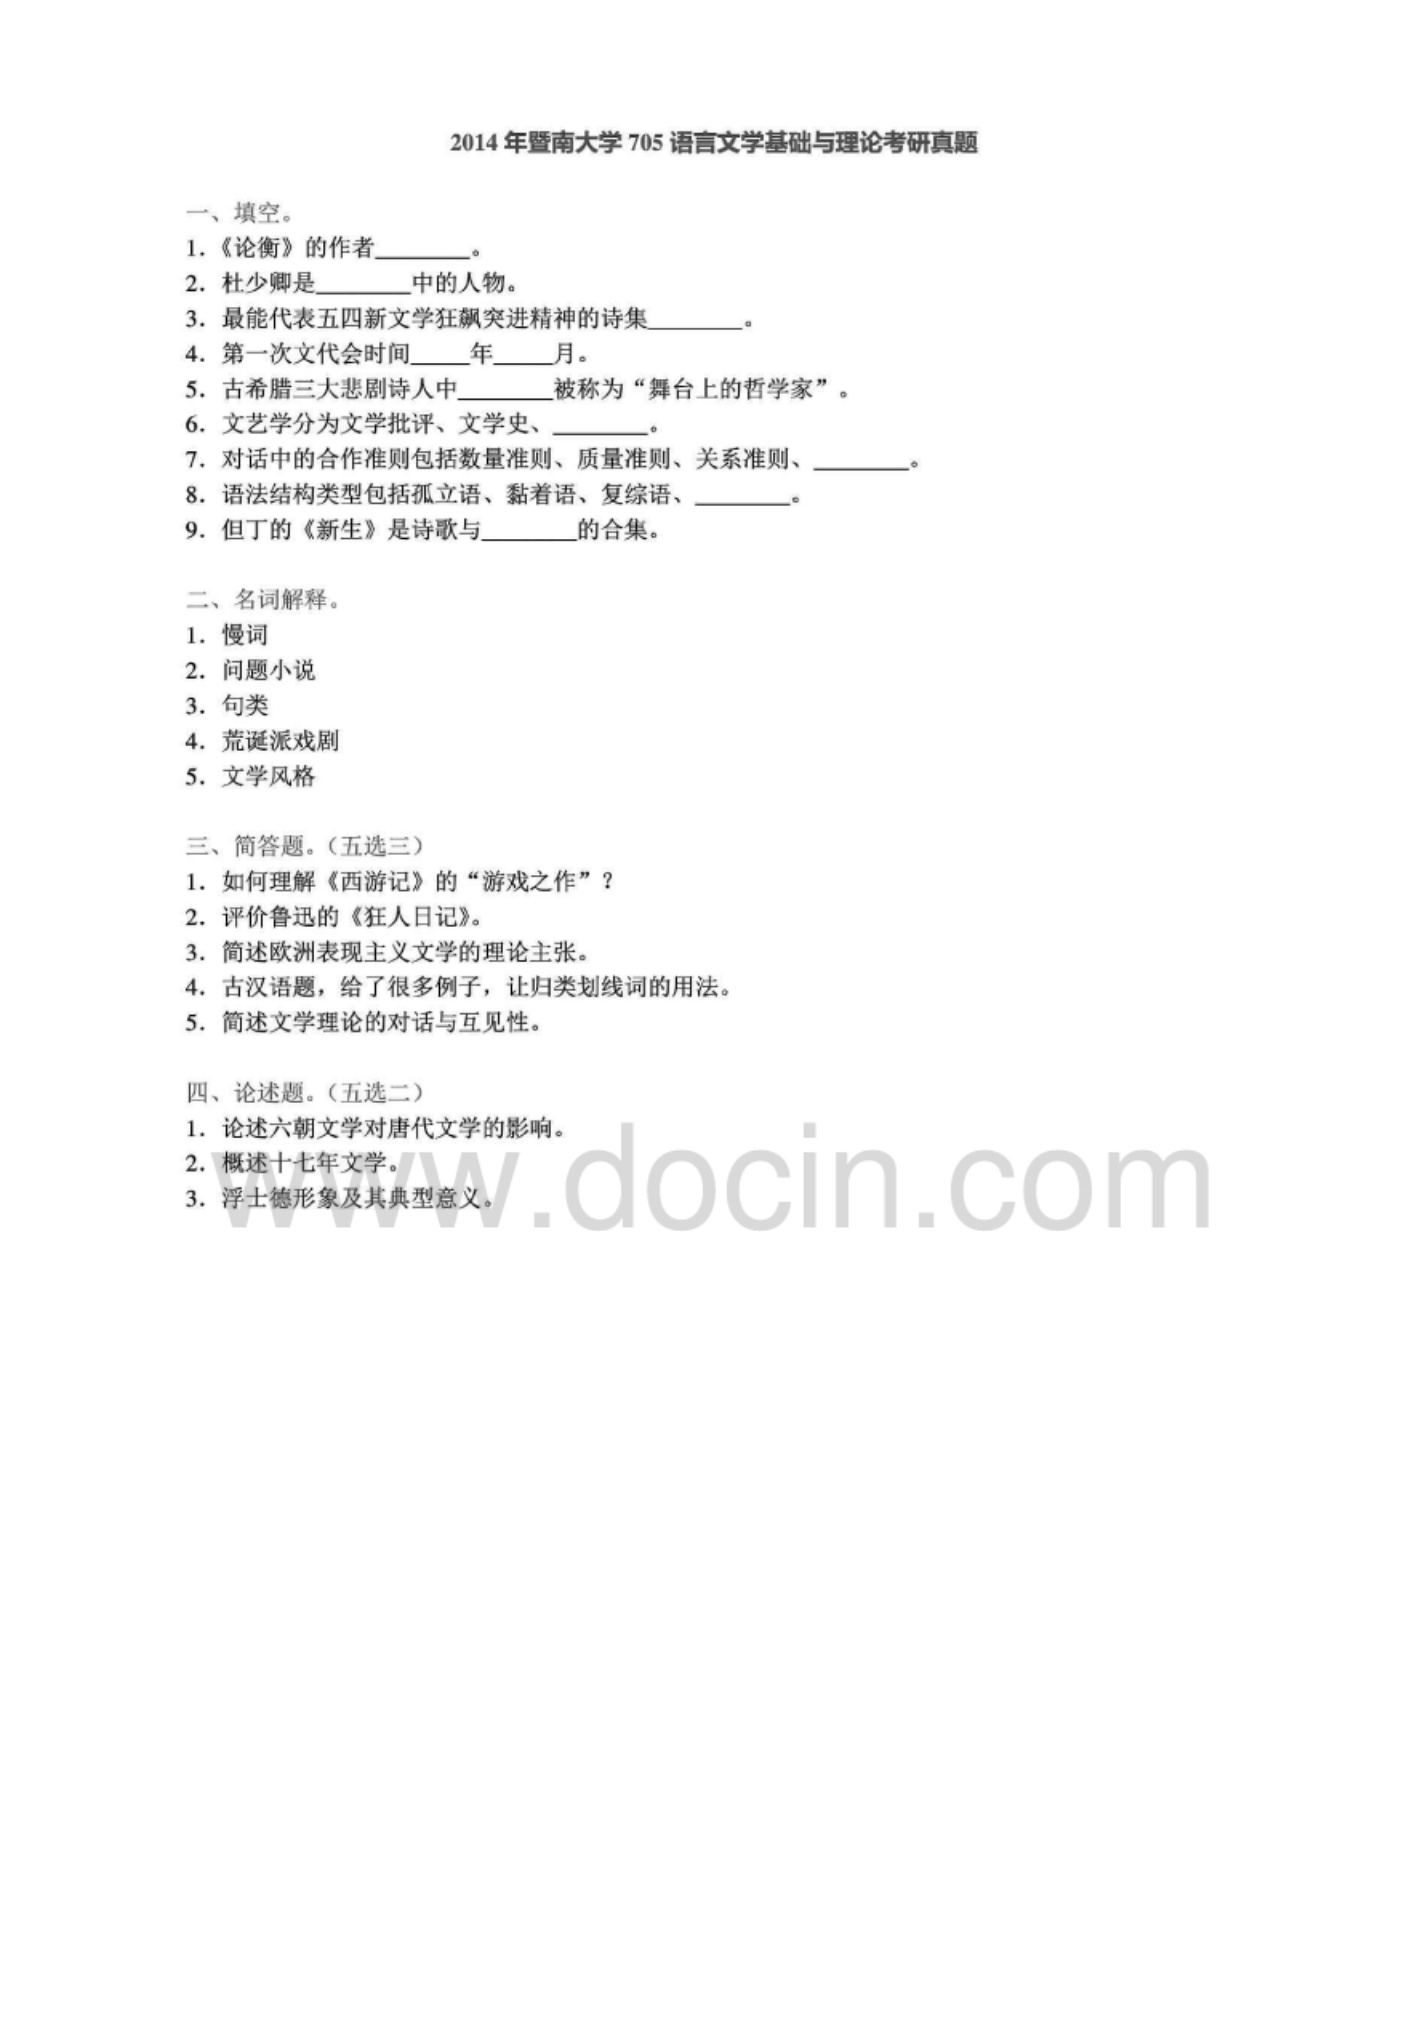 2014 年暨南大学 705 语言文学基础与理论考研真题
一、填空。
1.《论衡》的作者________。
2. 杜少卿是________中的人物。
3. 最能代表五四新文学狂飙突进精神的诗集________。
4. 第一次文代会时间_____年_____月。
5. 古希腊三大悲剧诗人中________被称为“舞台上的哲学家”。
6. 文艺学分为文学批评、文学史、________。
7. 对话中的合作准则包括数量准则、质量准则、关系准则、________。
8. 语法结构类型包括孤立语、黏着语、复综语、________。
9. 但丁的《新生》是诗歌与________的合集。
二、名词解释。
1. 慢词
2. 问题小说
3. 句类
4. 荒诞派戏剧
5. 文学风格
三、简答题。（五选三）
1. 如何理解《西游记》的“游戏之作”？
2. 评价鲁迅的《狂人日记》。
3. 简述欧洲表现主义文学的理论主张。
4. 古汉语题，给了很多例子，让归类划线词的用法。
5. 简述文学理论的对话与互见性。
四、论述题。（五选二）
1. 论述六朝文学对唐代文学的影响。
2. 概述十七年文学。
3. 浮士德形象及其典型意义。
www.docin.com